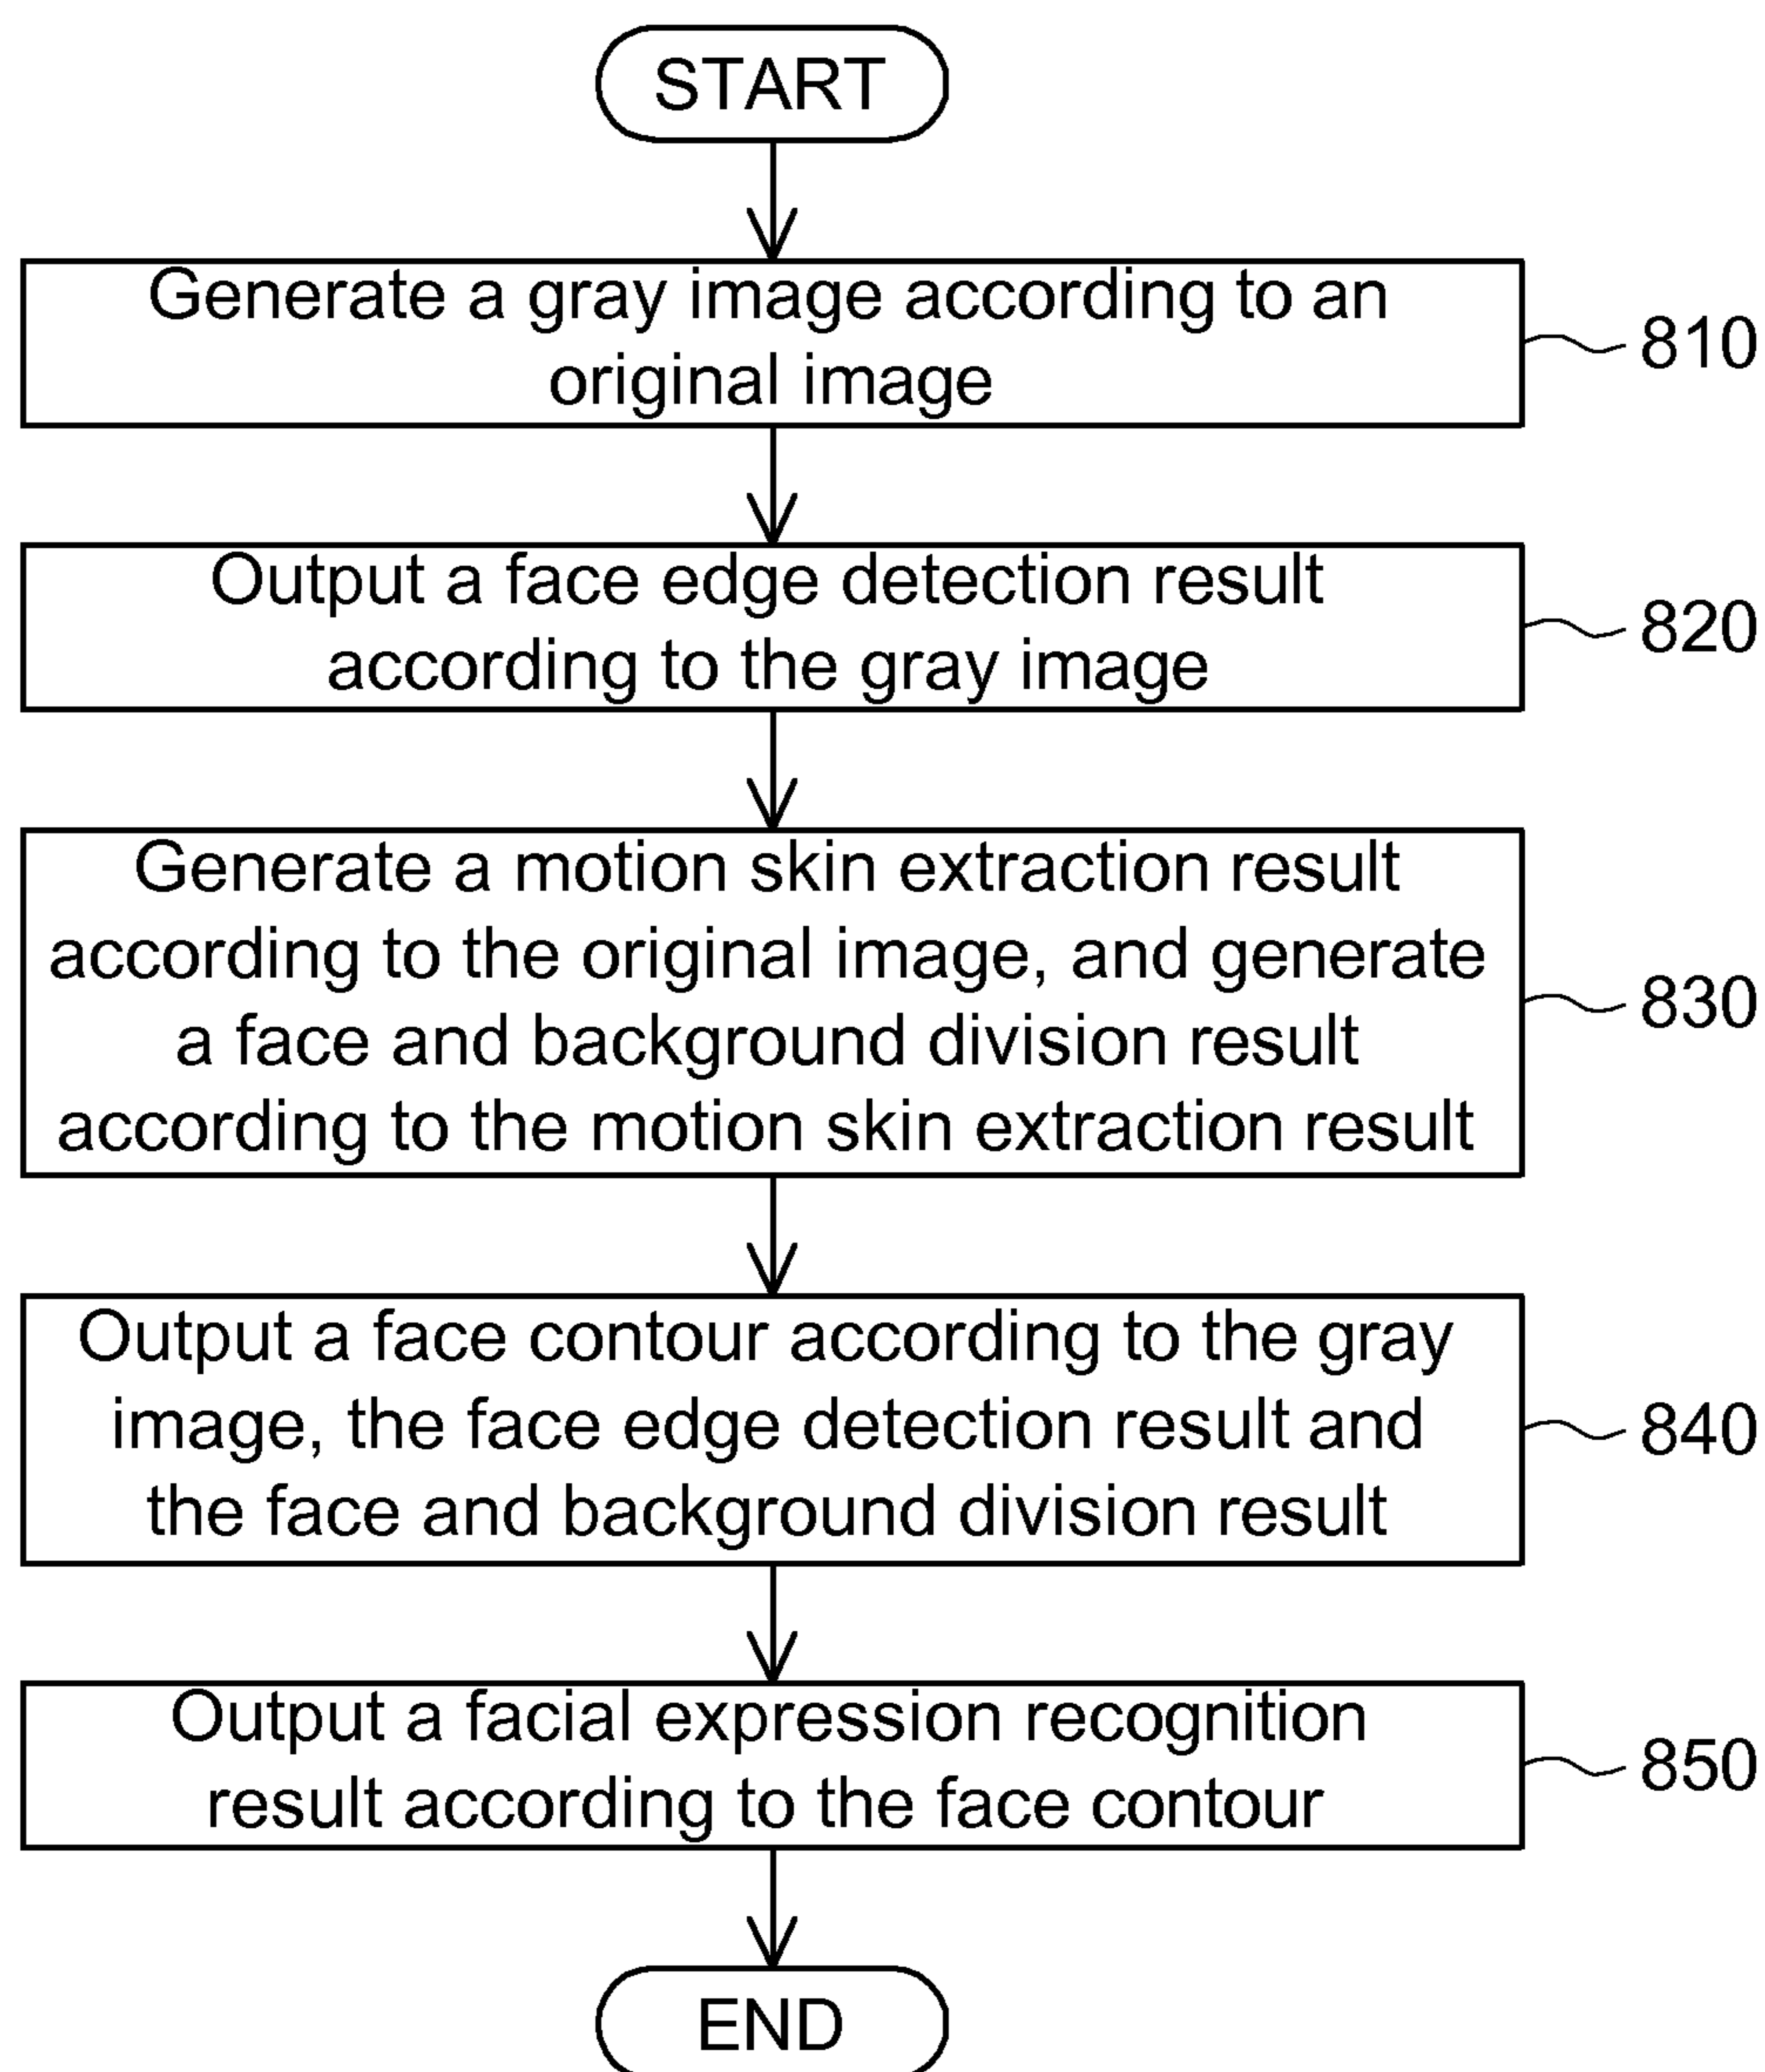 START
Generate a gray image according to an
original image
810
Output a face edge detection result
according to the gray image
820
Generate a motion skin extraction result
according to the original image, and generate
a face and background division result
according to the motion skin extraction result
830
Output a face contour according to the gray
image, the face edge detection result and
the face and background division result
840
Output a facial expression recognition
result according to the face contour
850
END